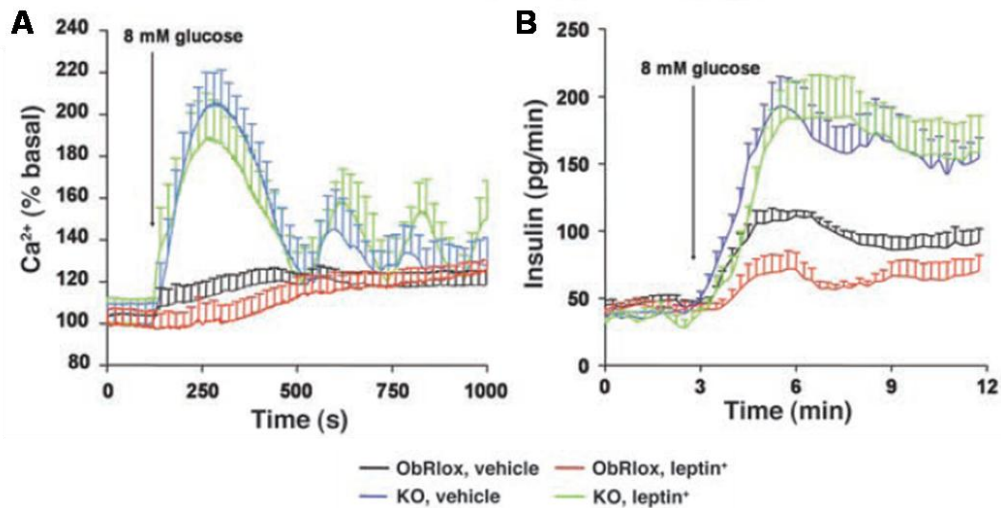 A
B
8 mM glucose
8 mM glucose
Ca²⁺ (% basal)
240
220
200
180
160
140
120
100
80
0
250
500
750
1000
Time (s)
Insulin (pg/min)
250
200
150
100
50
0
0
3
6
9
12
Time (min)
ObRlox, vehicle
ObRlox, leptin⁺
KO, vehicle
KO, leptin⁺